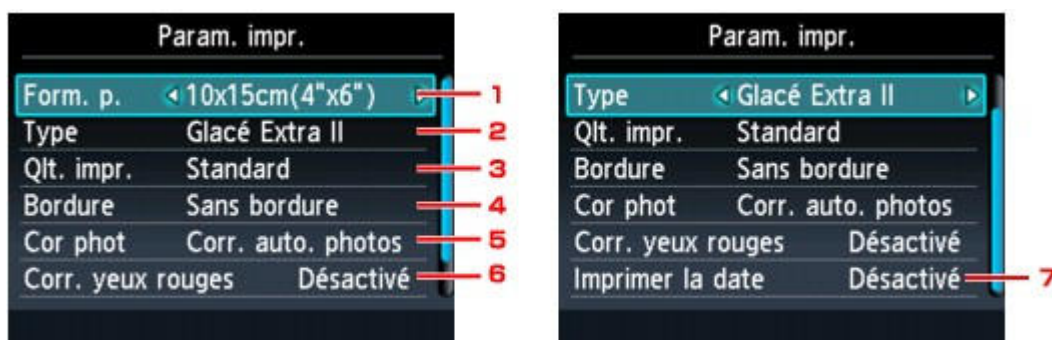 Param. impr.
Form. p. 10x15cm(4"x6") 1
Type Glacé Extra II 2
Qlt. impr. Standard 3
Bordure Sans bordure 4
Cor phot Corr. auto. photos 5
Corr. yeux rouges Désactivé 6
Param. impr.
Type Glacé Extra II
Qlt. impr. Standard
Bordure Sans bordure
Cor phot Corr. auto. photos
Corr. yeux rouges Désactivé
Imprimer la date Désactivé 7